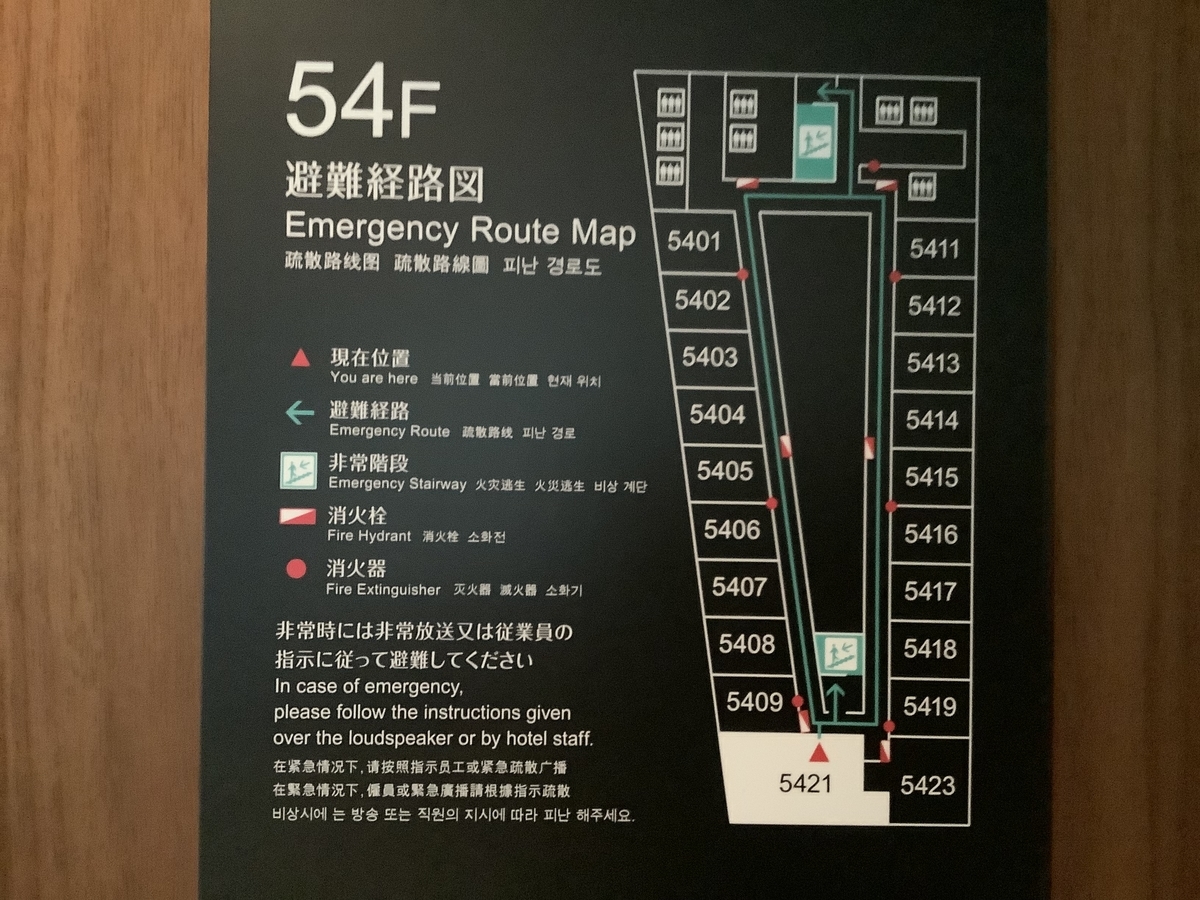 54F
避難経路図
Emergency Route Map
疏散路线图 疏散路線圖 피난 경로도
現在位置
You are here 当前位置 當前位置 현재 위치
避難経路
Emergency Route 疏散路线 피난 경로
非常階段
Emergency Stairway 火灾逃生 火災逃生 비상 계단
消火栓
Fire Hydrant 消火栓 소화전
消火器
Fire Extinguisher 灭火器 滅火器 소화기
非常時には非常放送又は従業員の
指示に従って避難してください
In case of emergency,
please follow the instructions given
over the loudspeaker or by hotel staff.
在紧急情况下,请按照指示员工或紧急疏散广播
在緊急情況下,僱員或緊急廣播請根據指示疏散
비상시에 는 방송 또는 직원의 지시에 따라 피난 해주세요.
5401
5402
5403
5404
5405
5406
5407
5408
5409
5421
5411
5412
5413
5414
5415
5416
5417
5418
5419
5423